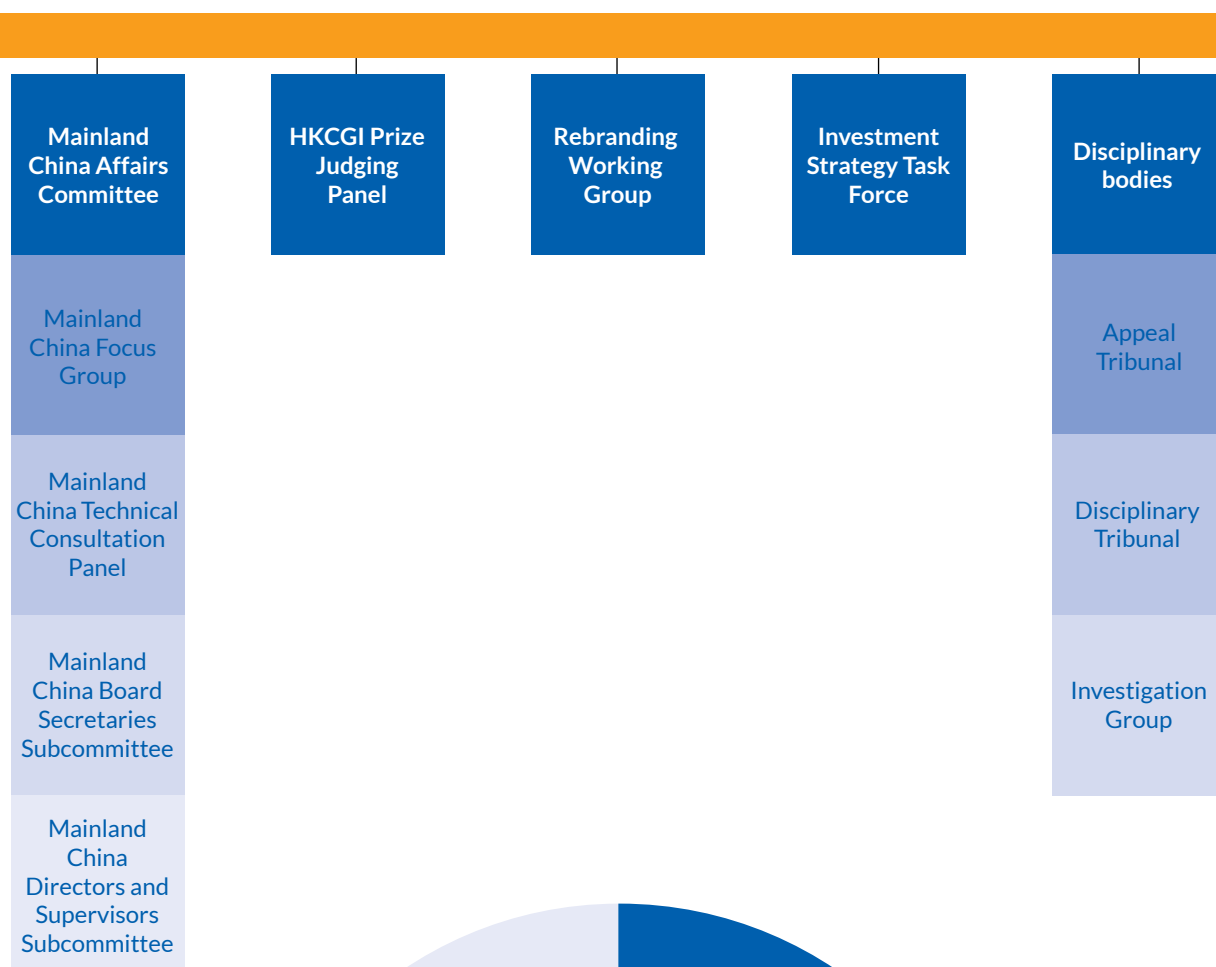 Mainland
China Affairs
Committee
HKCGI Prize
Judging
Panel
Rebranding
Working
Group
Investment
Strategy Task
Force
Disciplinary
bodies
Mainland
China Focus
Group
Mainland
China Technical
Consultation
Panel
Mainland
China Board
Secretaries
Subcommittee
Mainland
China
Directors and
Supervisors
Subcommittee
Appeal
Tribunal
Disciplinary
Tribunal
Investigation
Group